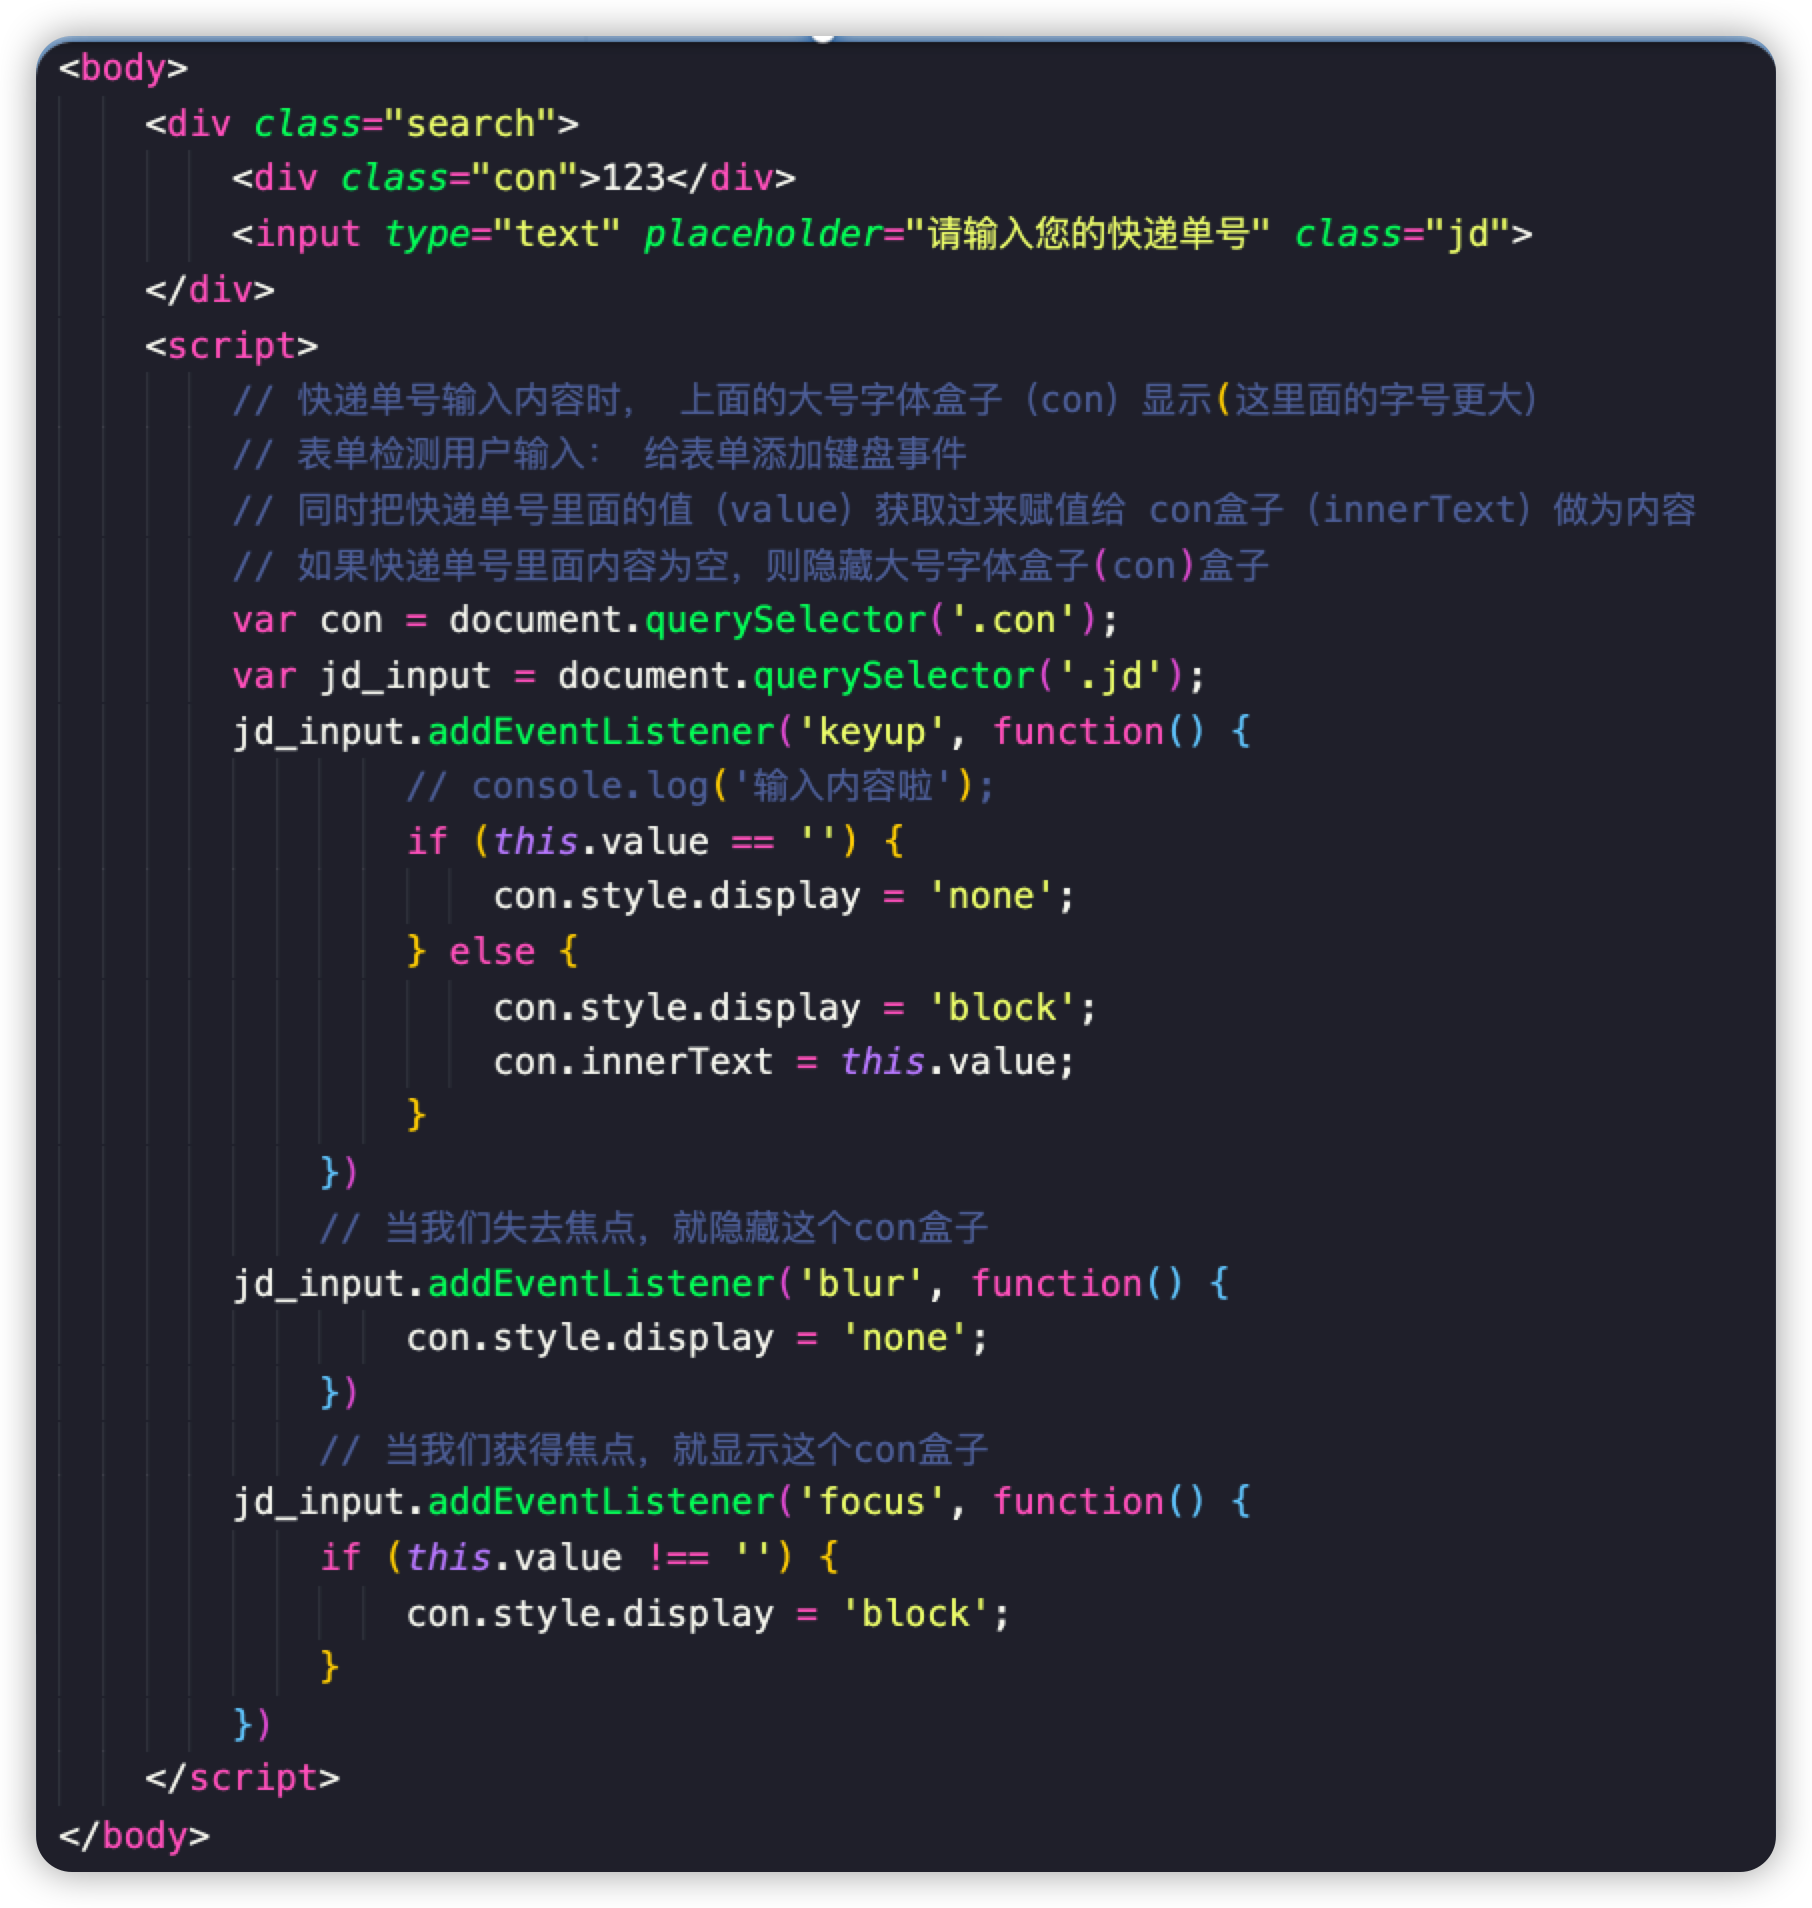 <body>
<div class="search">
<div class="con">123</div>
<input type="text" placeholder="请输入您的快递单号" class="jd">
</div>
<script>
// 快递单号输入内容时， 上面的大号字体盒子（con）显示(这里面的字号更大）
// 表单检测用户输入： 给表单添加键盘事件
// 同时把快递单号里面的值（value）获取过来赋值给 con盒子（innerText）做为内容
// 如果快递单号里面内容为空，则隐藏大号字体盒子(con)盒子
var con = document.querySelector('.con');
var jd_input = document.querySelector('.jd');
jd_input.addEventListener('keyup', function() {
// console.log('输入内容啦');
if (this.value == '') {
con.style.display = 'none';
} else {
con.style.display = 'block';
con.innerText = this.value;
}
})
// 当我们失去焦点，就隐藏这个con盒子
jd_input.addEventListener('blur', function() {
con.style.display = 'none';
})
// 当我们获得焦点，就显示这个con盒子
jd_input.addEventListener('focus', function() {
if (this.value !== '') {
con.style.display = 'block';
}
})
</script>
</body>